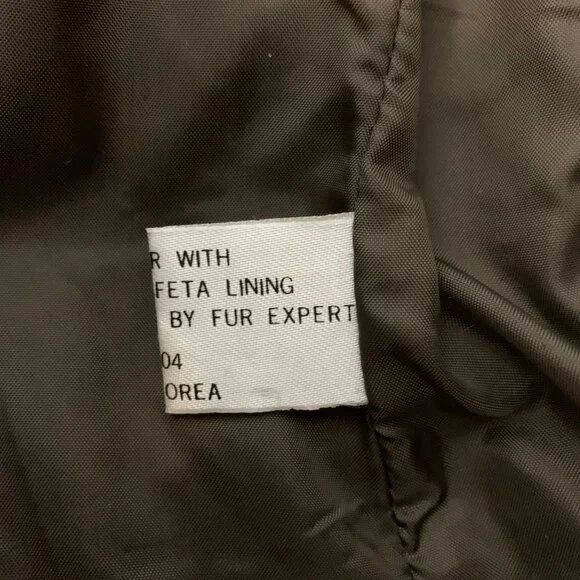 R WITH
FETA LINING
BY FUR EXPERT
04
OREA